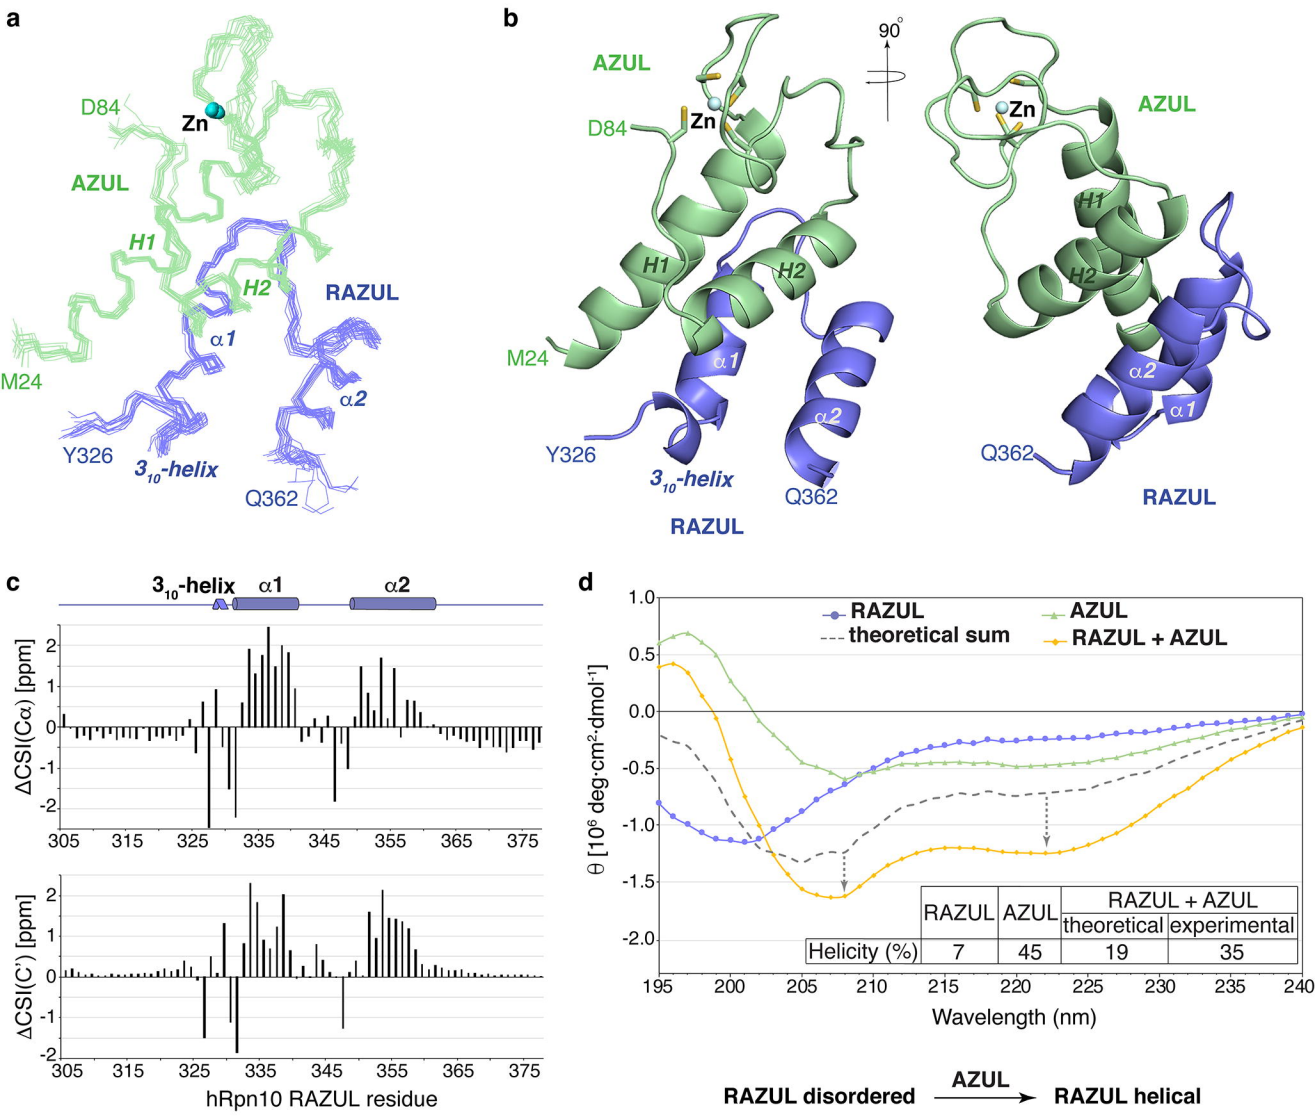 a
D84
Zn
AZUL
H1
H2
RAZUL
α1
M24
α2
Y326
3₁₀-helix
Q362
b
AZUL
D84
Zn
H1
H2
M24
α1
α2
Y326
3₁₀-helix
Q362
RAZUL
90°
Zn
AZUL
H1
H2
α2
α1
Q362
RAZUL
c
3₁₀-helix α1 α2
ΔCSI(Cα) [ppm]
2
1
0
-1
-2
305 315 325 335 345 355 365 375
ΔCSI(C') [ppm]
2
1
0
-1
-2
305 315 325 335 345 355 365 375
hRpn10 RAZUL residue
d
1.0
0.5
0.0
-0.5
-1.0
-1.5
-2.0
θ [10⁶ deg·cm²·dmol⁻¹]
RAZUL AZUL
theoretical sum RAZUL + AZUL
RAZUL AZUL RAZUL + AZUL
theoretical experimental
Helicity (%) 7 45 19 35
195 200 205 210 215 220 225 230 235 240
Wavelength (nm)
AZUL
RAZUL disordered → RAZUL helical